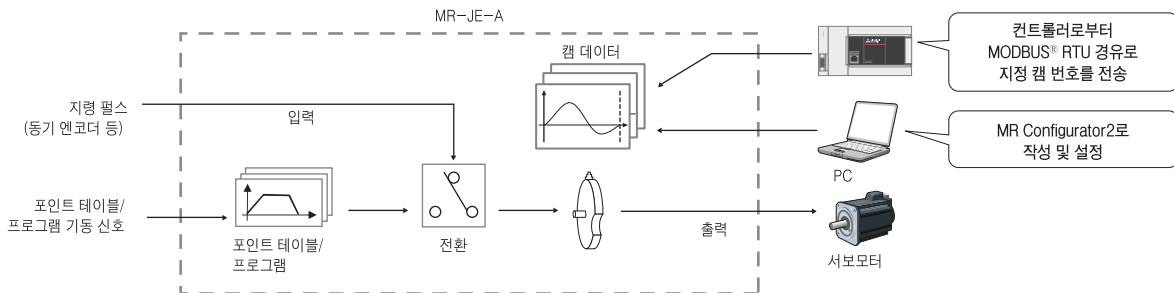 MR-JE-A
캠 데이터
컨트롤러로부터
MODBUS® RTU 경유로
지정 캠 번호를 전송
지령 펄스
(동기 엔코더 등)
입력
MR Configurator2로
작성 및 설정
PC
포인트 테이블/
프로그램 기동 신호
포인트 테이블/
프로그램
전환
출력
서보모터